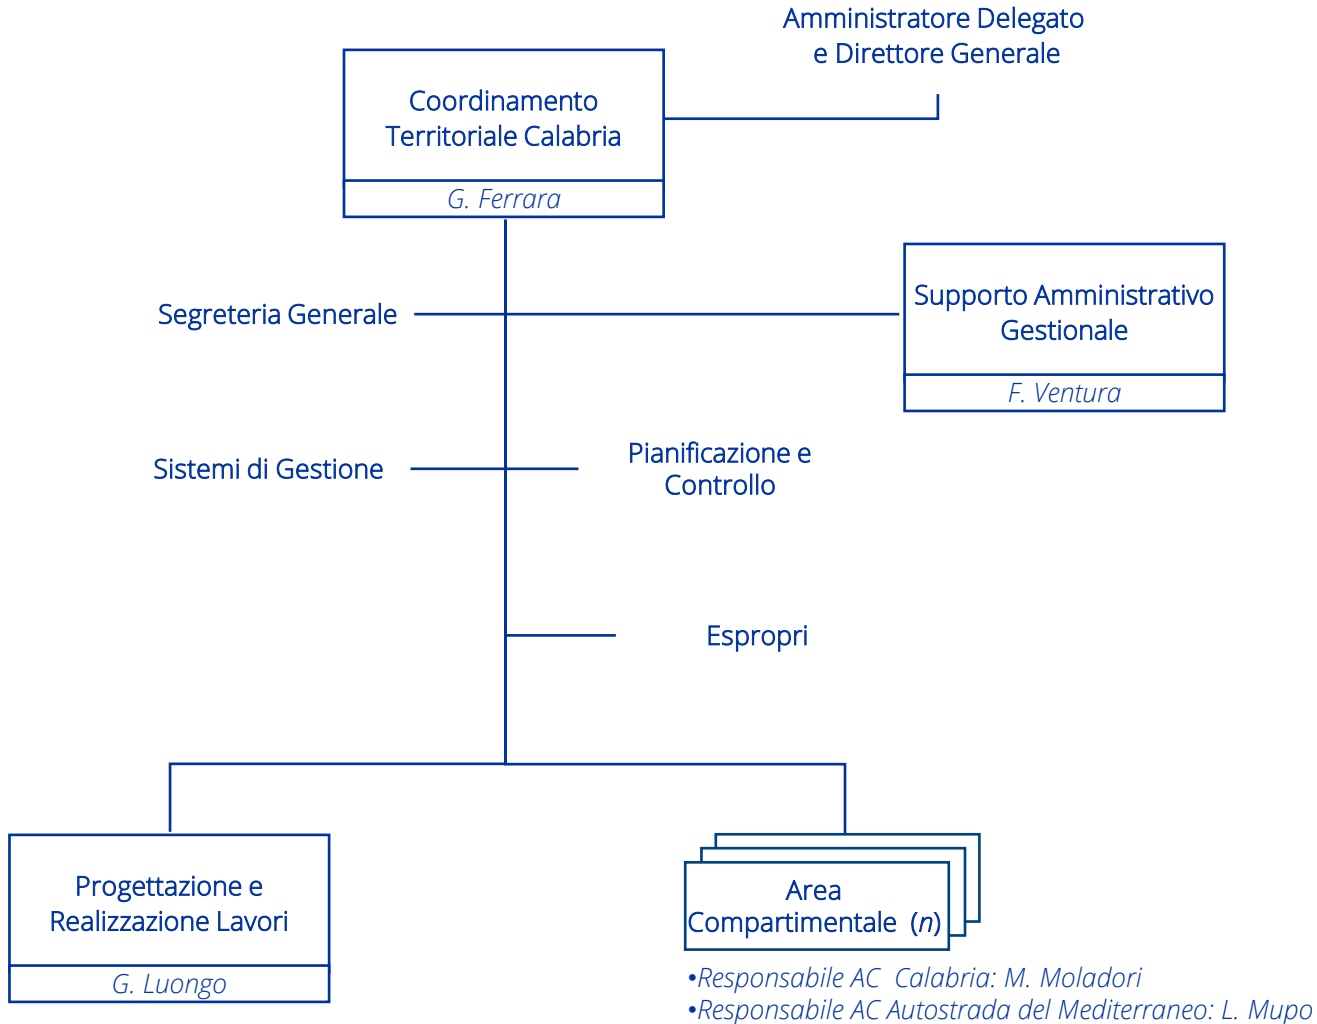 Amministratore Delegato
e Direttore Generale
Coordinamento
Territoriale Calabria
G. Ferrara
Segreteria Generale
Supporto Amministrativo
Gestionale
F. Ventura
Sistemi di Gestione
Pianificazione e
Controllo
Espropri
Progettazione e
Realizzazione Lavori
G. Luongo
Area
Compartimentale (n)
•Responsabile AC Calabria: M. Moladori
•Responsabile AC Autostrada del Mediterraneo: L. Mupo